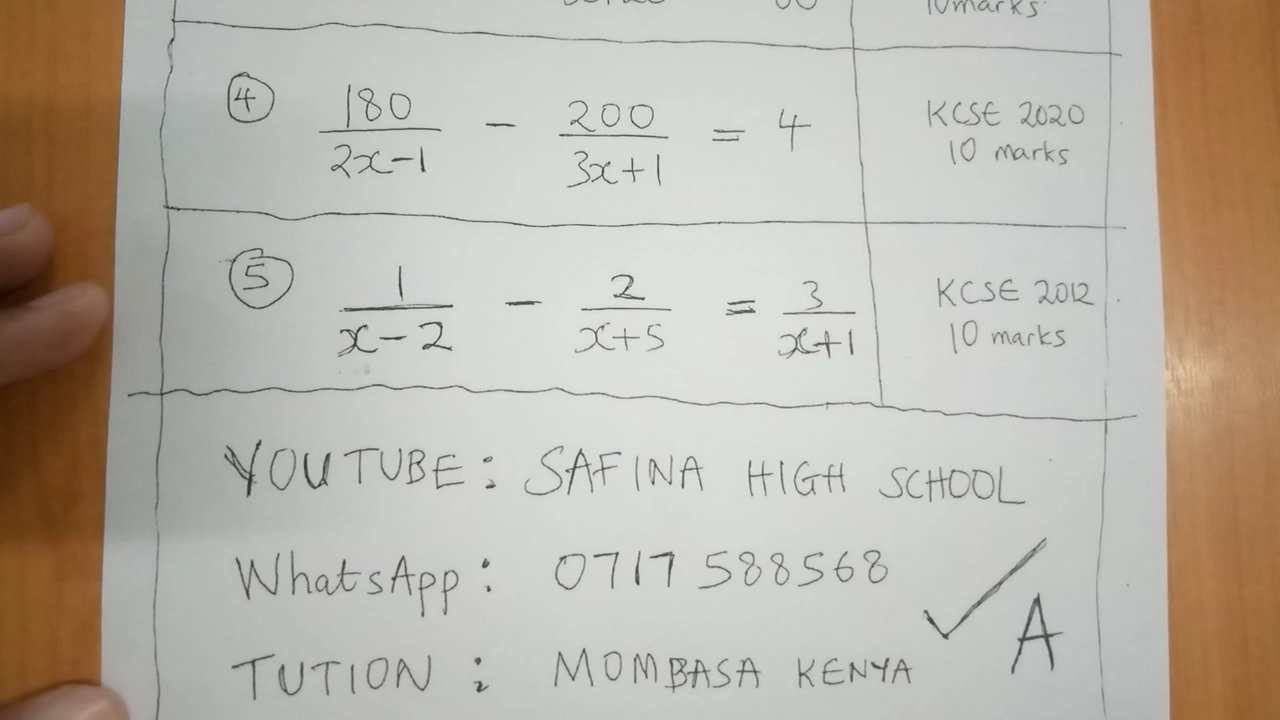 10marks
④ 180/2x-1 - 200/3x+1 = 4 KCSE 2020
10 marks
⑤ 1/x-2 - 2/x+5 = 3/x+1 KCSE 2012
10 marks
YOUTUBE: SAFINA HIGH SCHOOL
WhatsApp: 0717 588568
A
TUTION : MOMBASA KENYA